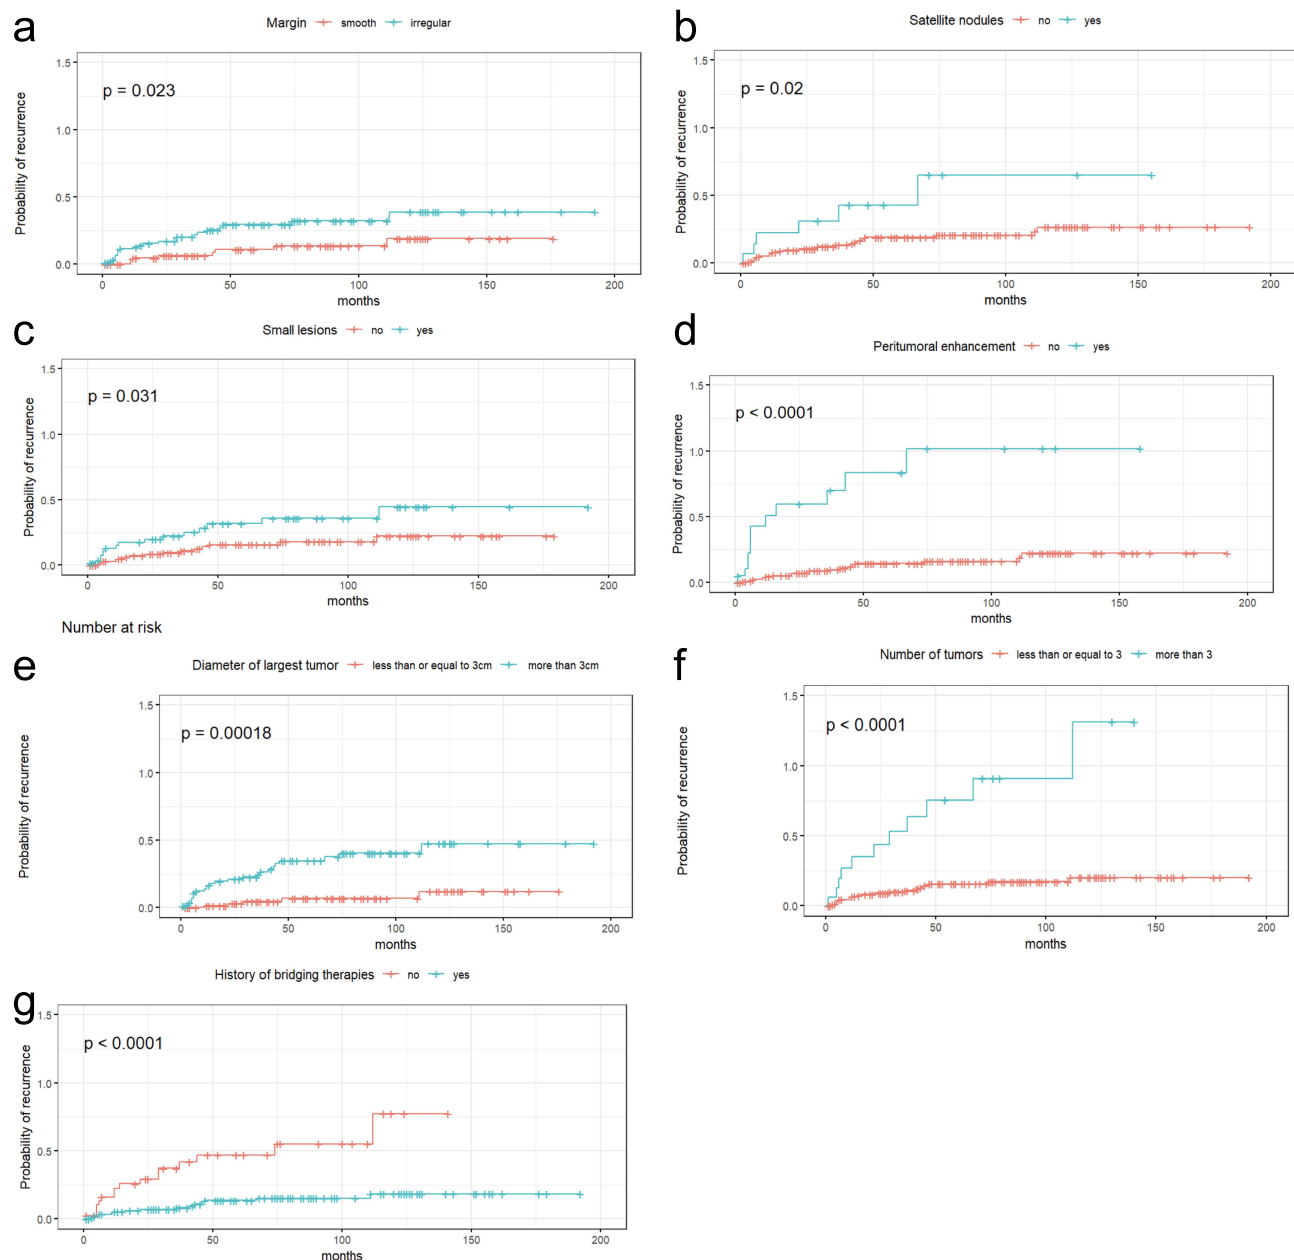 a
Margin smooth irregular
1.5
1.0
0.5
0.0
p = 0.023
Probability of recurrence
0 50 100 150 200
months
b
Satellite nodules no yes
1.5
1.0
0.5
0.0
p = 0.02
Probability of recurrence
0 50 100 150 200
months
c
Small lesions no yes
1.5
1.0
0.5
0.0
p = 0.031
Probability of recurrence
0 50 100 150 200
months
Number at risk
d
Peritumoral enhancement no yes
1.5
1.0
0.5
0.0
p < 0.0001
Probability of recurrence
0 50 100 150 200
months
e
Diameter of largest tumor less than or equal to 3cm more than 3cm
1.5
1.0
0.5
0.0
p = 0.00018
Probability of recurrence
0 50 100 150 200
months
f
Number of tumors less than or equal to 3 more than 3
1.5
1.0
0.5
0.0
p < 0.0001
Probability of recurrence
0 50 100 150 200
months
g
History of bridging therapies no yes
1.5
1.0
0.5
0.0
p < 0.0001
Probability of recurrence
0 50 100 150 200
months